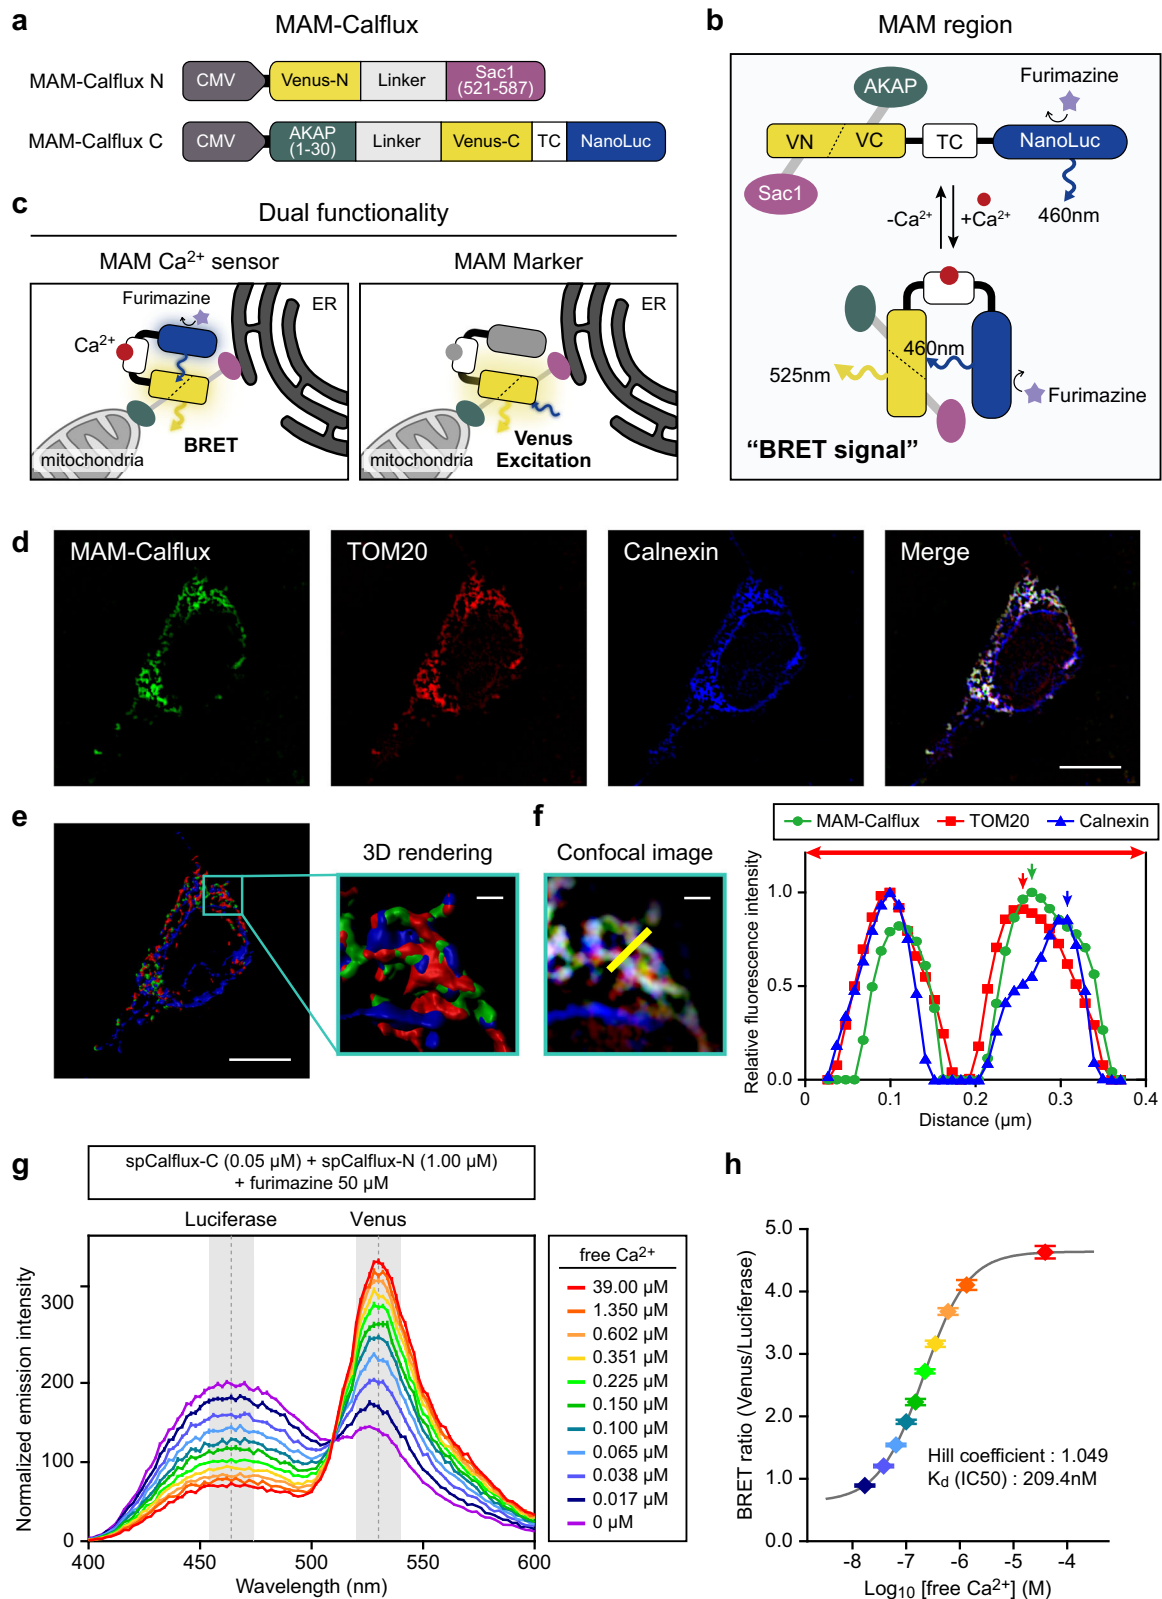 a
MAM-Calflux
MAM-Calflux N
CMV
Venus-N
Linker
Sac1
(521-587)
MAM-Calflux C
CMV
AKAP
(1-30)
Linker
Venus-C
TC
NanoLuc
b
MAM region
AKAP
Furimazine
VN
VC
TC
NanoLuc
Sac1
460nm
-Ca²⁺
+Ca²⁺
460nm
525nm
Furimazine
“BRET signal”
c
Dual functionality
MAM Ca²⁺ sensor
Furimazine
ER
Ca²⁺
BRET
mitochondria
MAM Marker
ER
Venus
Excitation
mitochondria
d
MAM-Calflux
TOM20
Calnexin
Merge
e
3D rendering
f
Confocal image
MAM-Calflux
TOM20
Calnexin
Relative fluorescence intensity
1.0
0.5
0.0
0
0.1
0.2
0.3
0.4
Distance (µm)
g
spCalflux-C (0.05 µM) + spCalflux-N (1.00 µM)
+ furimazine 50 µM
Luciferase
Venus
Normalized emission intensity
300
200
100
0
400
450
500
550
600
Wavelength (nm)
free Ca²⁺
39.00 µM
1.350 µM
0.602 µM
0.351 µM
0.225 µM
0.150 µM
0.100 µM
0.065 µM
0.038 µM
0.017 µM
0 µM
h
BRET ratio (Venus/Luciferase)
5.0
4.0
3.0
2.0
1.0
0.0
Hill coefficient : 1.049
K_d (IC50) : 209.4nM
-8
-7
-6
-5
-4
Log₁₀ [free Ca²⁺] (M)